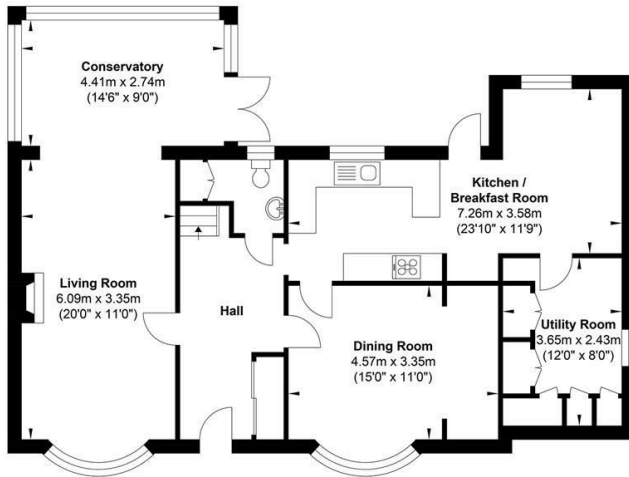 Conservatory
4.41m x 2.74m
(14'6" x 9'0")
Kitchen /
Breakfast Room
7.26m x 3.58m
(23'10" x 11'9")
Living Room
6.09m x 3.35m
(20'0" x 11'0")
Hall
Dining Room
4.57m x 3.35m
(15'0" x 11'0")
Utility Room
3.65m x 2.43m
(12'0" x 8'0")